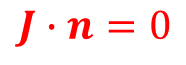 𝑱 · 𝒏 = 0